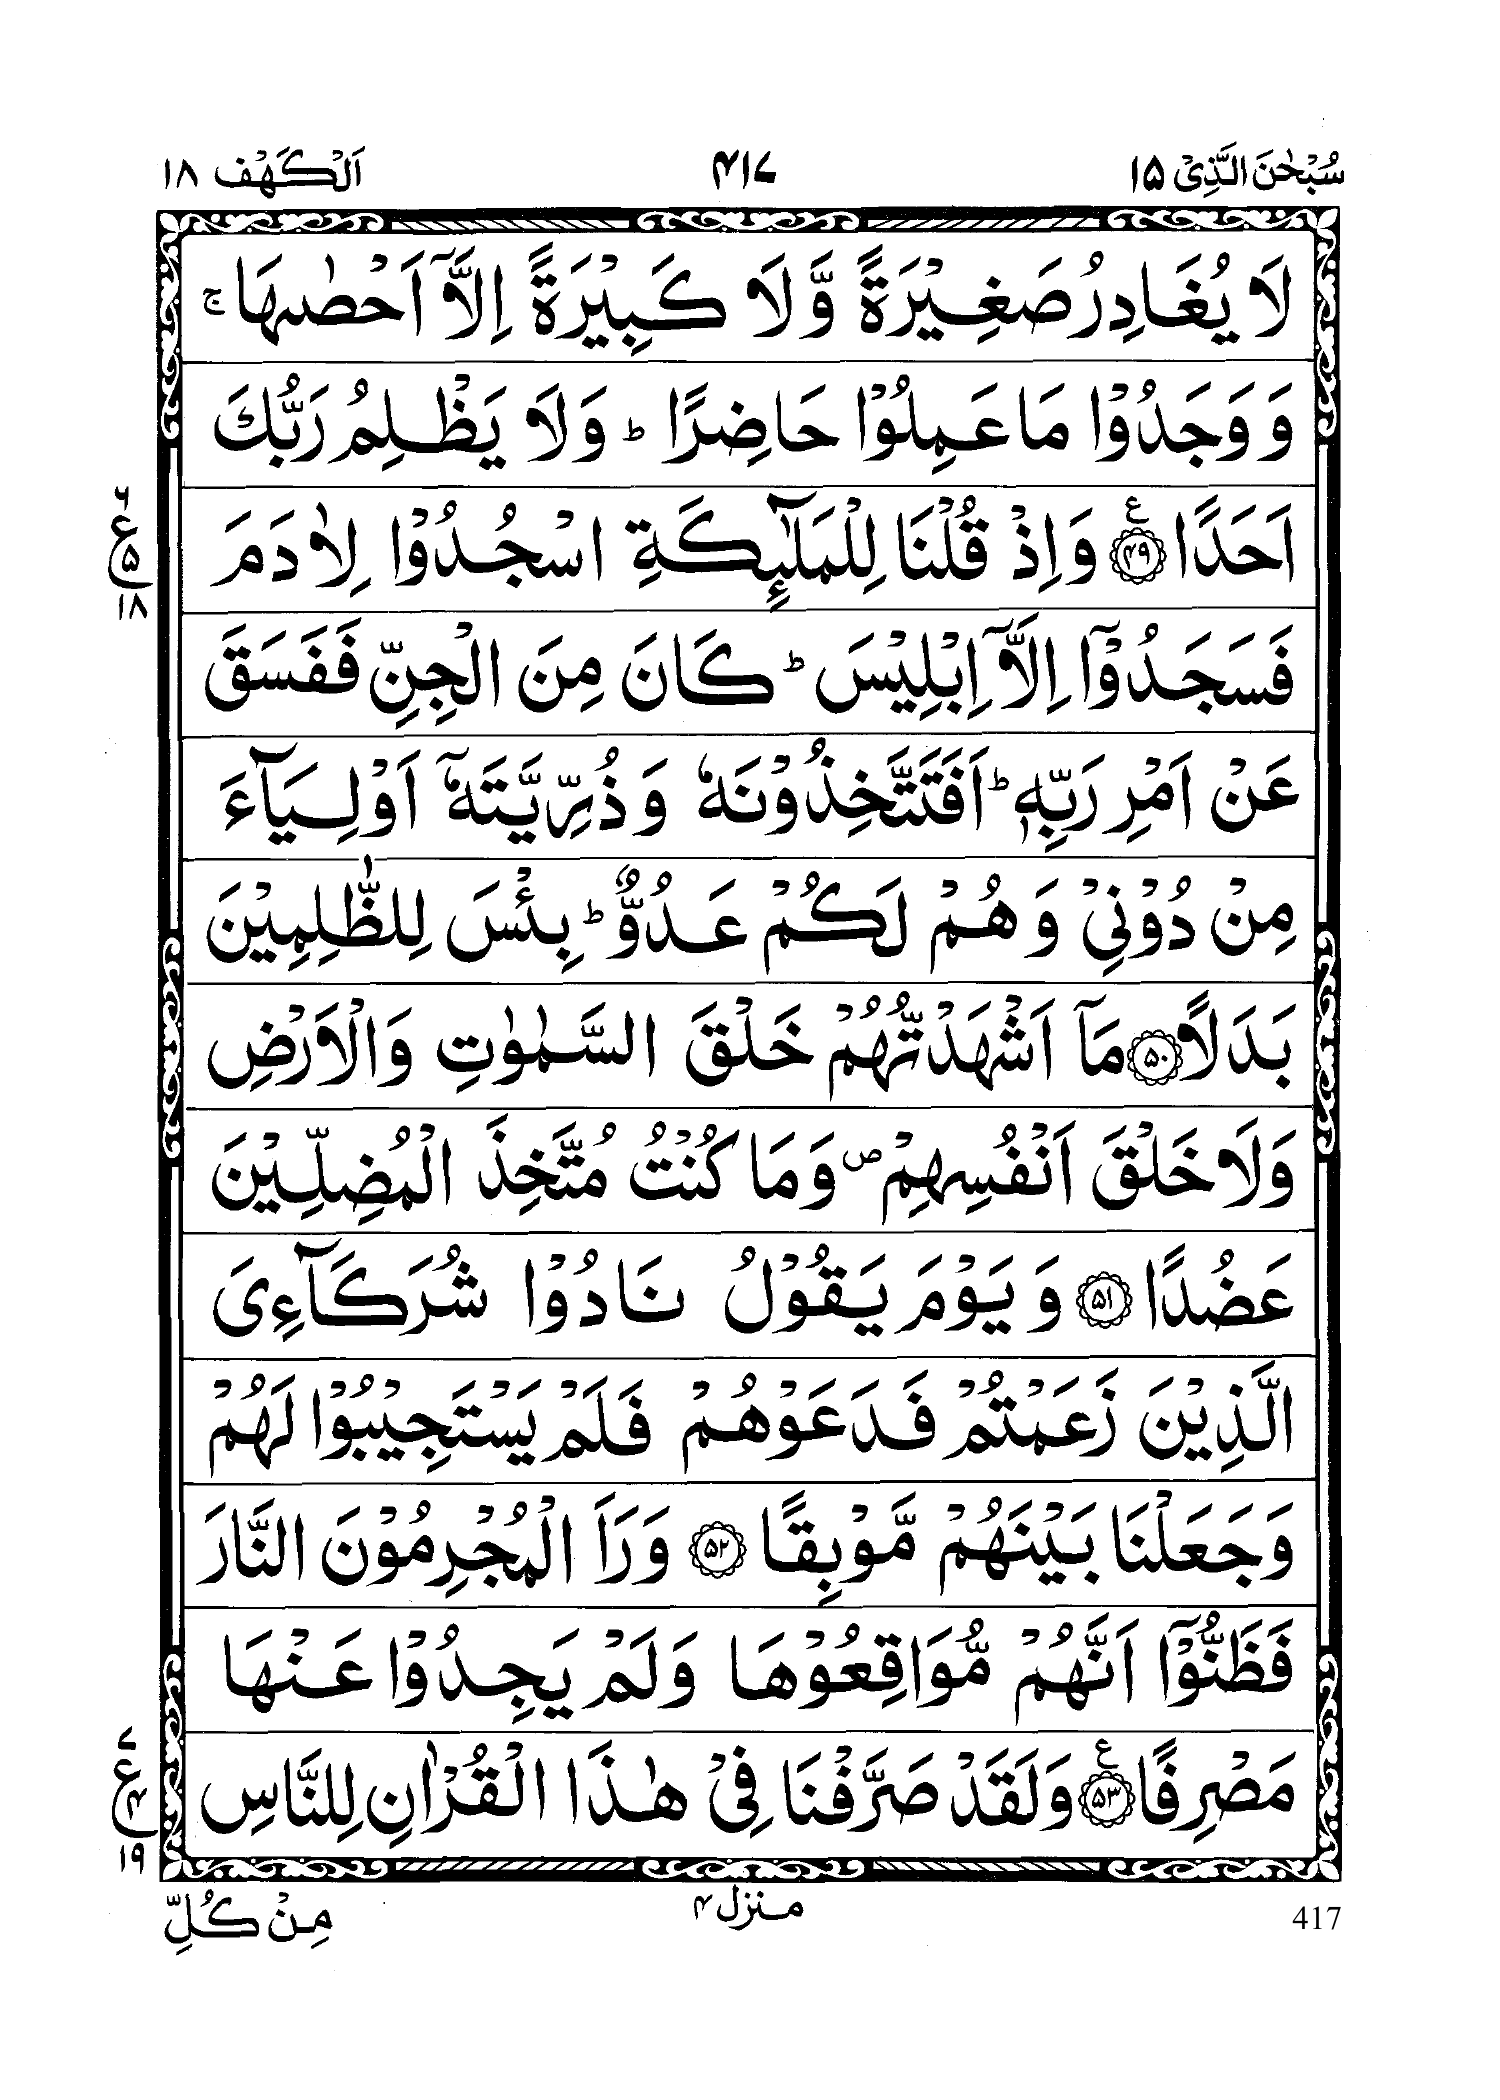 سُبْحٰنَ الَّذِیْ ۱۵
۴۱۷
اَلْكَهْف ۱۸
لَا یُغَادِرُ صَغِیْرَةً وَّ لَا كَبِیْرَةً اِلَّاۤ اَحْصٰىهَا ۚ
وَ وَجَدُوْا مَا عَمِلُوْا حَاضِرًا ؕ وَ لَا یَظْلِمُ رَبُّكَ
اَحَدًا ﴿۴۹﴾ ع وَ اِذْ قُلْنَا لِلْمَلٰٓىِٕكَةِ اسْجُدُوْا لِاٰدَمَ
فَسَجَدُوْۤا اِلَّاۤ اِبْلِیْسَ ؕ كَانَ مِنَ الْجِنِّ فَفَسَقَ
عَنْ اَمْرِ رَبِّهٖ ؕ اَفَتَتَّخِذُوْنَهٗ وَ ذُرِّیَّتَهٗۤ اَوْلِیَآءَ
مِنْ دُوْنِیْ وَ هُمْ لَكُمْ عَدُوٌّ ؕ بِئْسَ لِلظّٰلِمِیْنَ
بَدَلًا ﴿۵۰﴾ مَاۤ اَشْهَدْتُّهُمْ خَلْقَ السَّمٰوٰتِ وَ الْاَرْضِ
وَ لَا خَلْقَ اَنْفُسِهِمْ ۪ وَ مَا كُنْتُ مُتَّخِذَ الْمُضِلِّیْنَ
عَضُدًا ﴿۵۱﴾ وَ یَوْمَ یَقُوْلُ نَادُوْا شُرَكَآءِیَ
الَّذِیْنَ زَعَمْتُمْ فَدَعَوْهُمْ فَلَمْ یَسْتَجِیْبُوْا لَهُمْ
وَ جَعَلْنَا بَیْنَهُمْ مَّوْبِقًا ﴿۵۲﴾ وَ رَاَ الْمُجْرِمُوْنَ النَّارَ
فَظَنُّوْۤا اَنَّهُمْ مُّوَاقِعُوْهَا وَ لَمْ یَجِدُوْا عَنْهَا
مَصْرِفًا ﴿۵۳﴾ ع وَ لَقَدْ صَرَّفْنَا فِیْ هٰذَا الْقُرْاٰنِ لِلنَّاسِ
۶
ع ۵
۱۸
۷
ع ۴
۱۹
مِنْ كُلِّ
منزل ۴
417